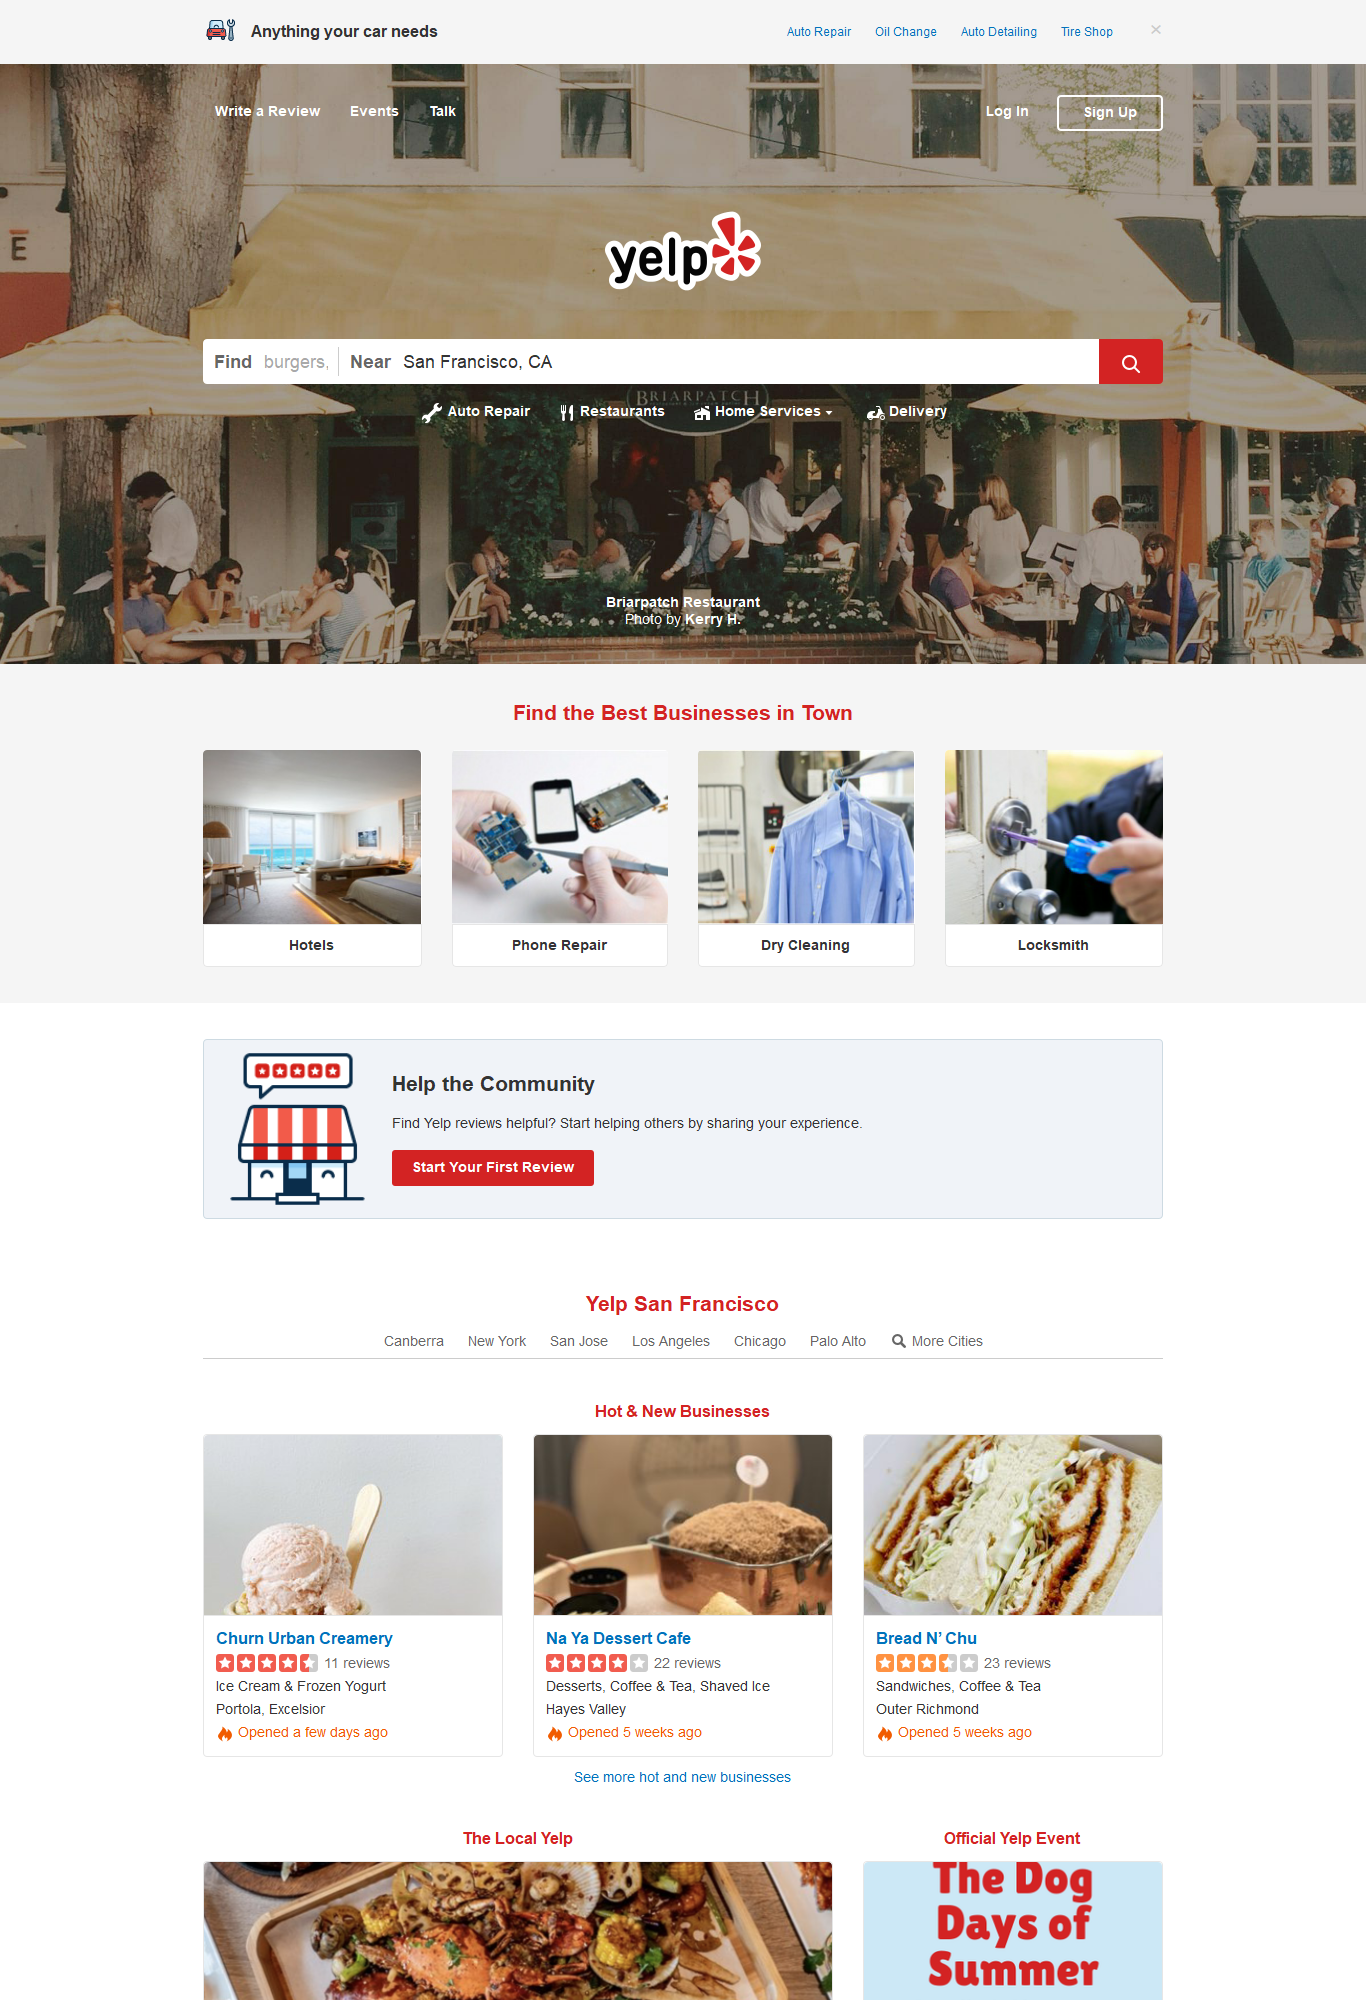 Anything your car needs
Auto Repair Oil Change Auto Detailing Tire Shop ×
Write a Review Events Talk Log In Sign Up
E
yelp
Find burgers, Near San Francisco, CA
BRIARPATCH
Auto Repair Restaurants Home Services Delivery
Briarpatch Restaurant
Photo by Kerry H.
Find the Best Businesses in Town
Hotels Phone Repair Dry Cleaning Locksmith
Help the Community
Find Yelp reviews helpful? Start helping others by sharing your experience.
Start Your First Review
Yelp San Francisco
Canberra New York San Jose Los Angeles Chicago Palo Alto More Cities
Hot & New Businesses
Churn Urban Creamery
11 reviews
Ice Cream & Frozen Yogurt
Portola, Excelsior
Opened a few days ago
Na Ya Dessert Cafe
22 reviews
Desserts, Coffee & Tea, Shaved Ice
Hayes Valley
Opened 5 weeks ago
Bread N’ Chu
23 reviews
Sandwiches, Coffee & Tea
Outer Richmond
Opened 5 weeks ago
See more hot and new businesses
The Local Yelp
Official Yelp Event
The Dog
Days of
Summer